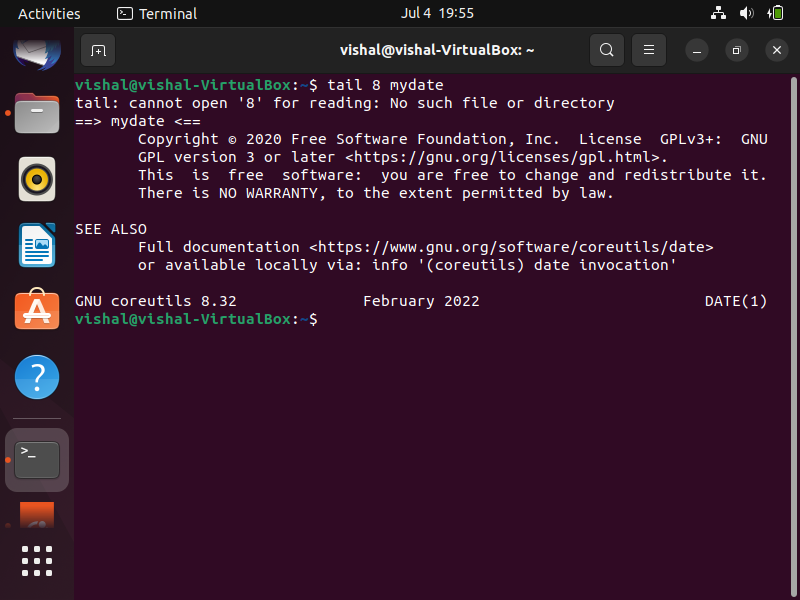 Activities Terminal Jul 4 19:55
vishal@vishal-VirtualBox: ~
vishal@vishal-VirtualBox:~$ tail 8 mydate
tail: cannot open '8' for reading: No such file or directory
==> mydate <==
Copyright © 2020 Free Software Foundation, Inc. License GPLv3+: GNU
GPL version 3 or later <https://gnu.org/licenses/gpl.html>.
This is free software: you are free to change and redistribute it.
There is NO WARRANTY, to the extent permitted by law.
SEE ALSO
Full documentation <https://www.gnu.org/software/coreutils/date>
or available locally via: info '(coreutils) date invocation'
GNU coreutils 8.32 February 2022 DATE(1)
vishal@vishal-VirtualBox:~$